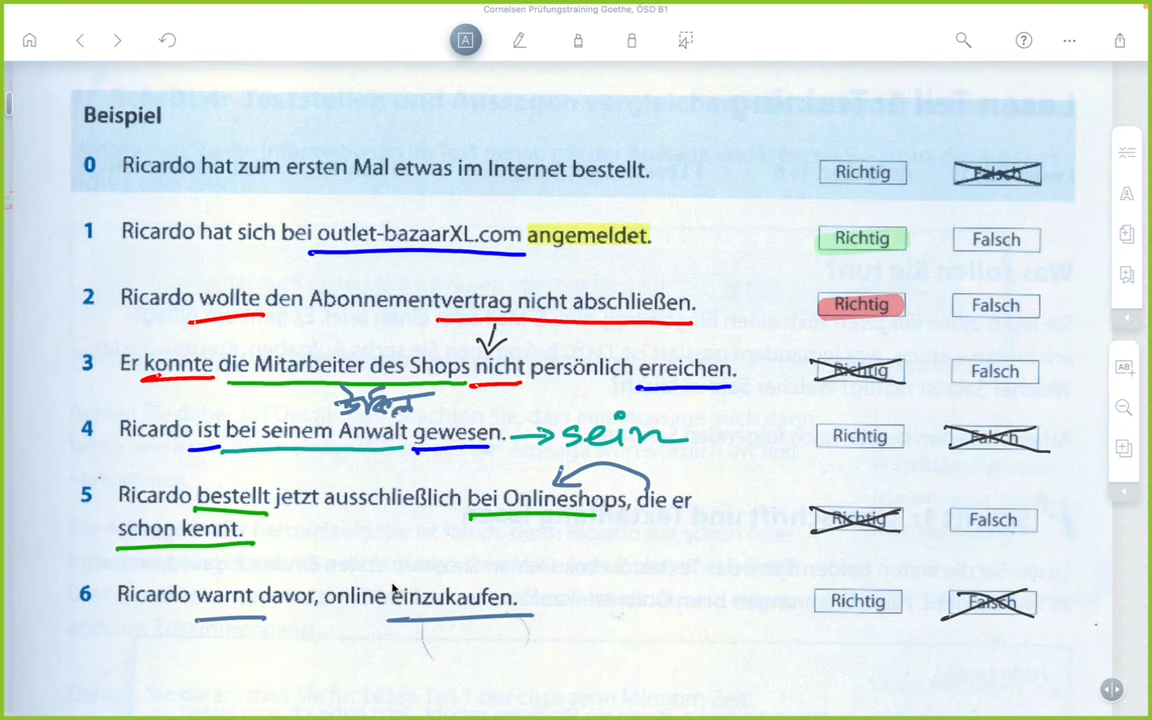 Cornelsen Prüfungstraining Goethe, ÖSD B1
Beispiel
0 Ricardo hat zum ersten Mal etwas im Internet bestellt. Richtig Falsch
1 Ricardo hat sich bei outlet-bazaarXL.com angemeldet. Richtig Falsch
2 Ricardo wollte den Abonnementvertrag nicht abschließen. Richtig Falsch
3 Er konnte die Mitarbeiter des Shops nicht persönlich erreichen. Richtig Falsch
4 Ricardo ist bei seinem Anwalt gewesen. → sein Richtig Falsch
5 Ricardo bestellt jetzt ausschließlich bei Onlineshops, die er
schon kennt. Richtig Falsch
6 Ricardo warnt davor, online einzukaufen. Richtig Falsch